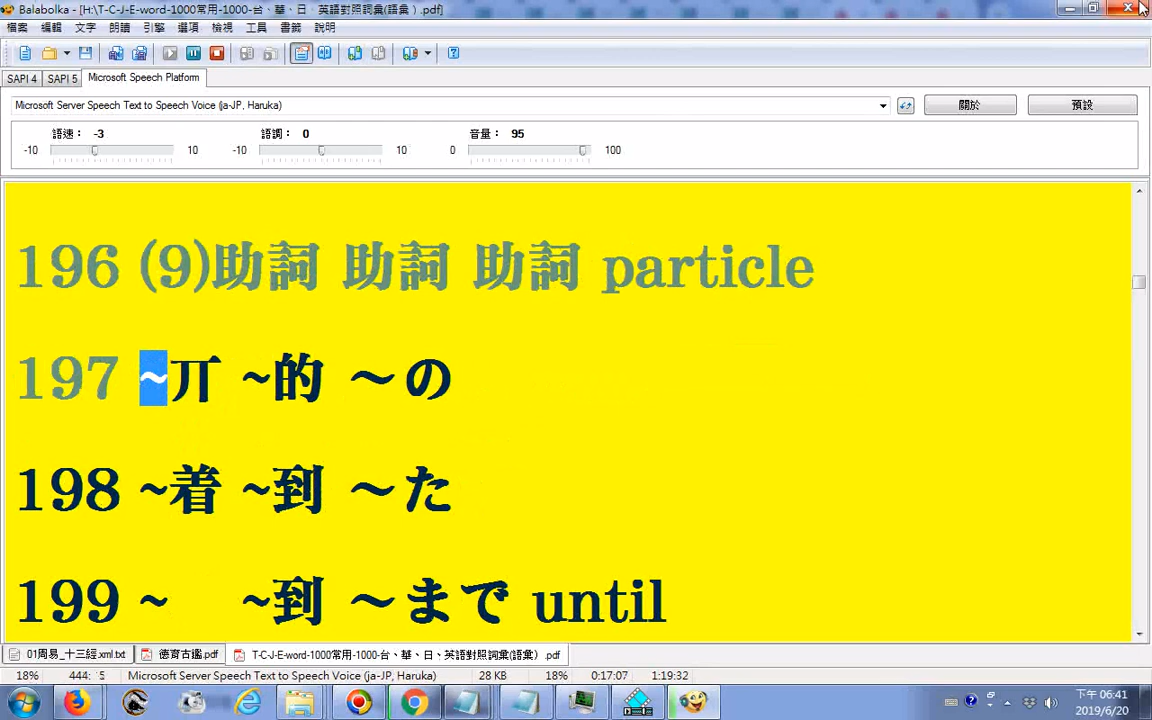 Balabolka - [H:\T-C-J-E-word-1000常用-1000-台、華、日、英語對照詞彙(語彙）.pdf]
檔案 編輯 文字 朗讀 引擎 選項 檢視 工具 書籤 說明
SAPI 4 SAPI 5 Microsoft Speech Platform
Microsoft Server Speech Text to Speech Voice (ja-JP, Haruka) 關於 預設
語速： -3 語調： 0 音量： 95
-10 10 -10 10 0 100
196 (9)助詞 助詞 助詞 particle
197 ~丌 ~的 ～の
198 ~着 ~到 ～た
199 ~ ~到 ～まで until
01周易_十三經.xml.txt 德育古鑑.pdf T-C-J-E-word-1000常用-1000-台、華、日、英語對照詞彙(語彙）.pdf
18% 444: Microsoft Server Speech Text to Speech Voice (ja-JP, Haruka) 28 KB 18% 0:17:07 1:19:32
下午 06:41
2019/6/20